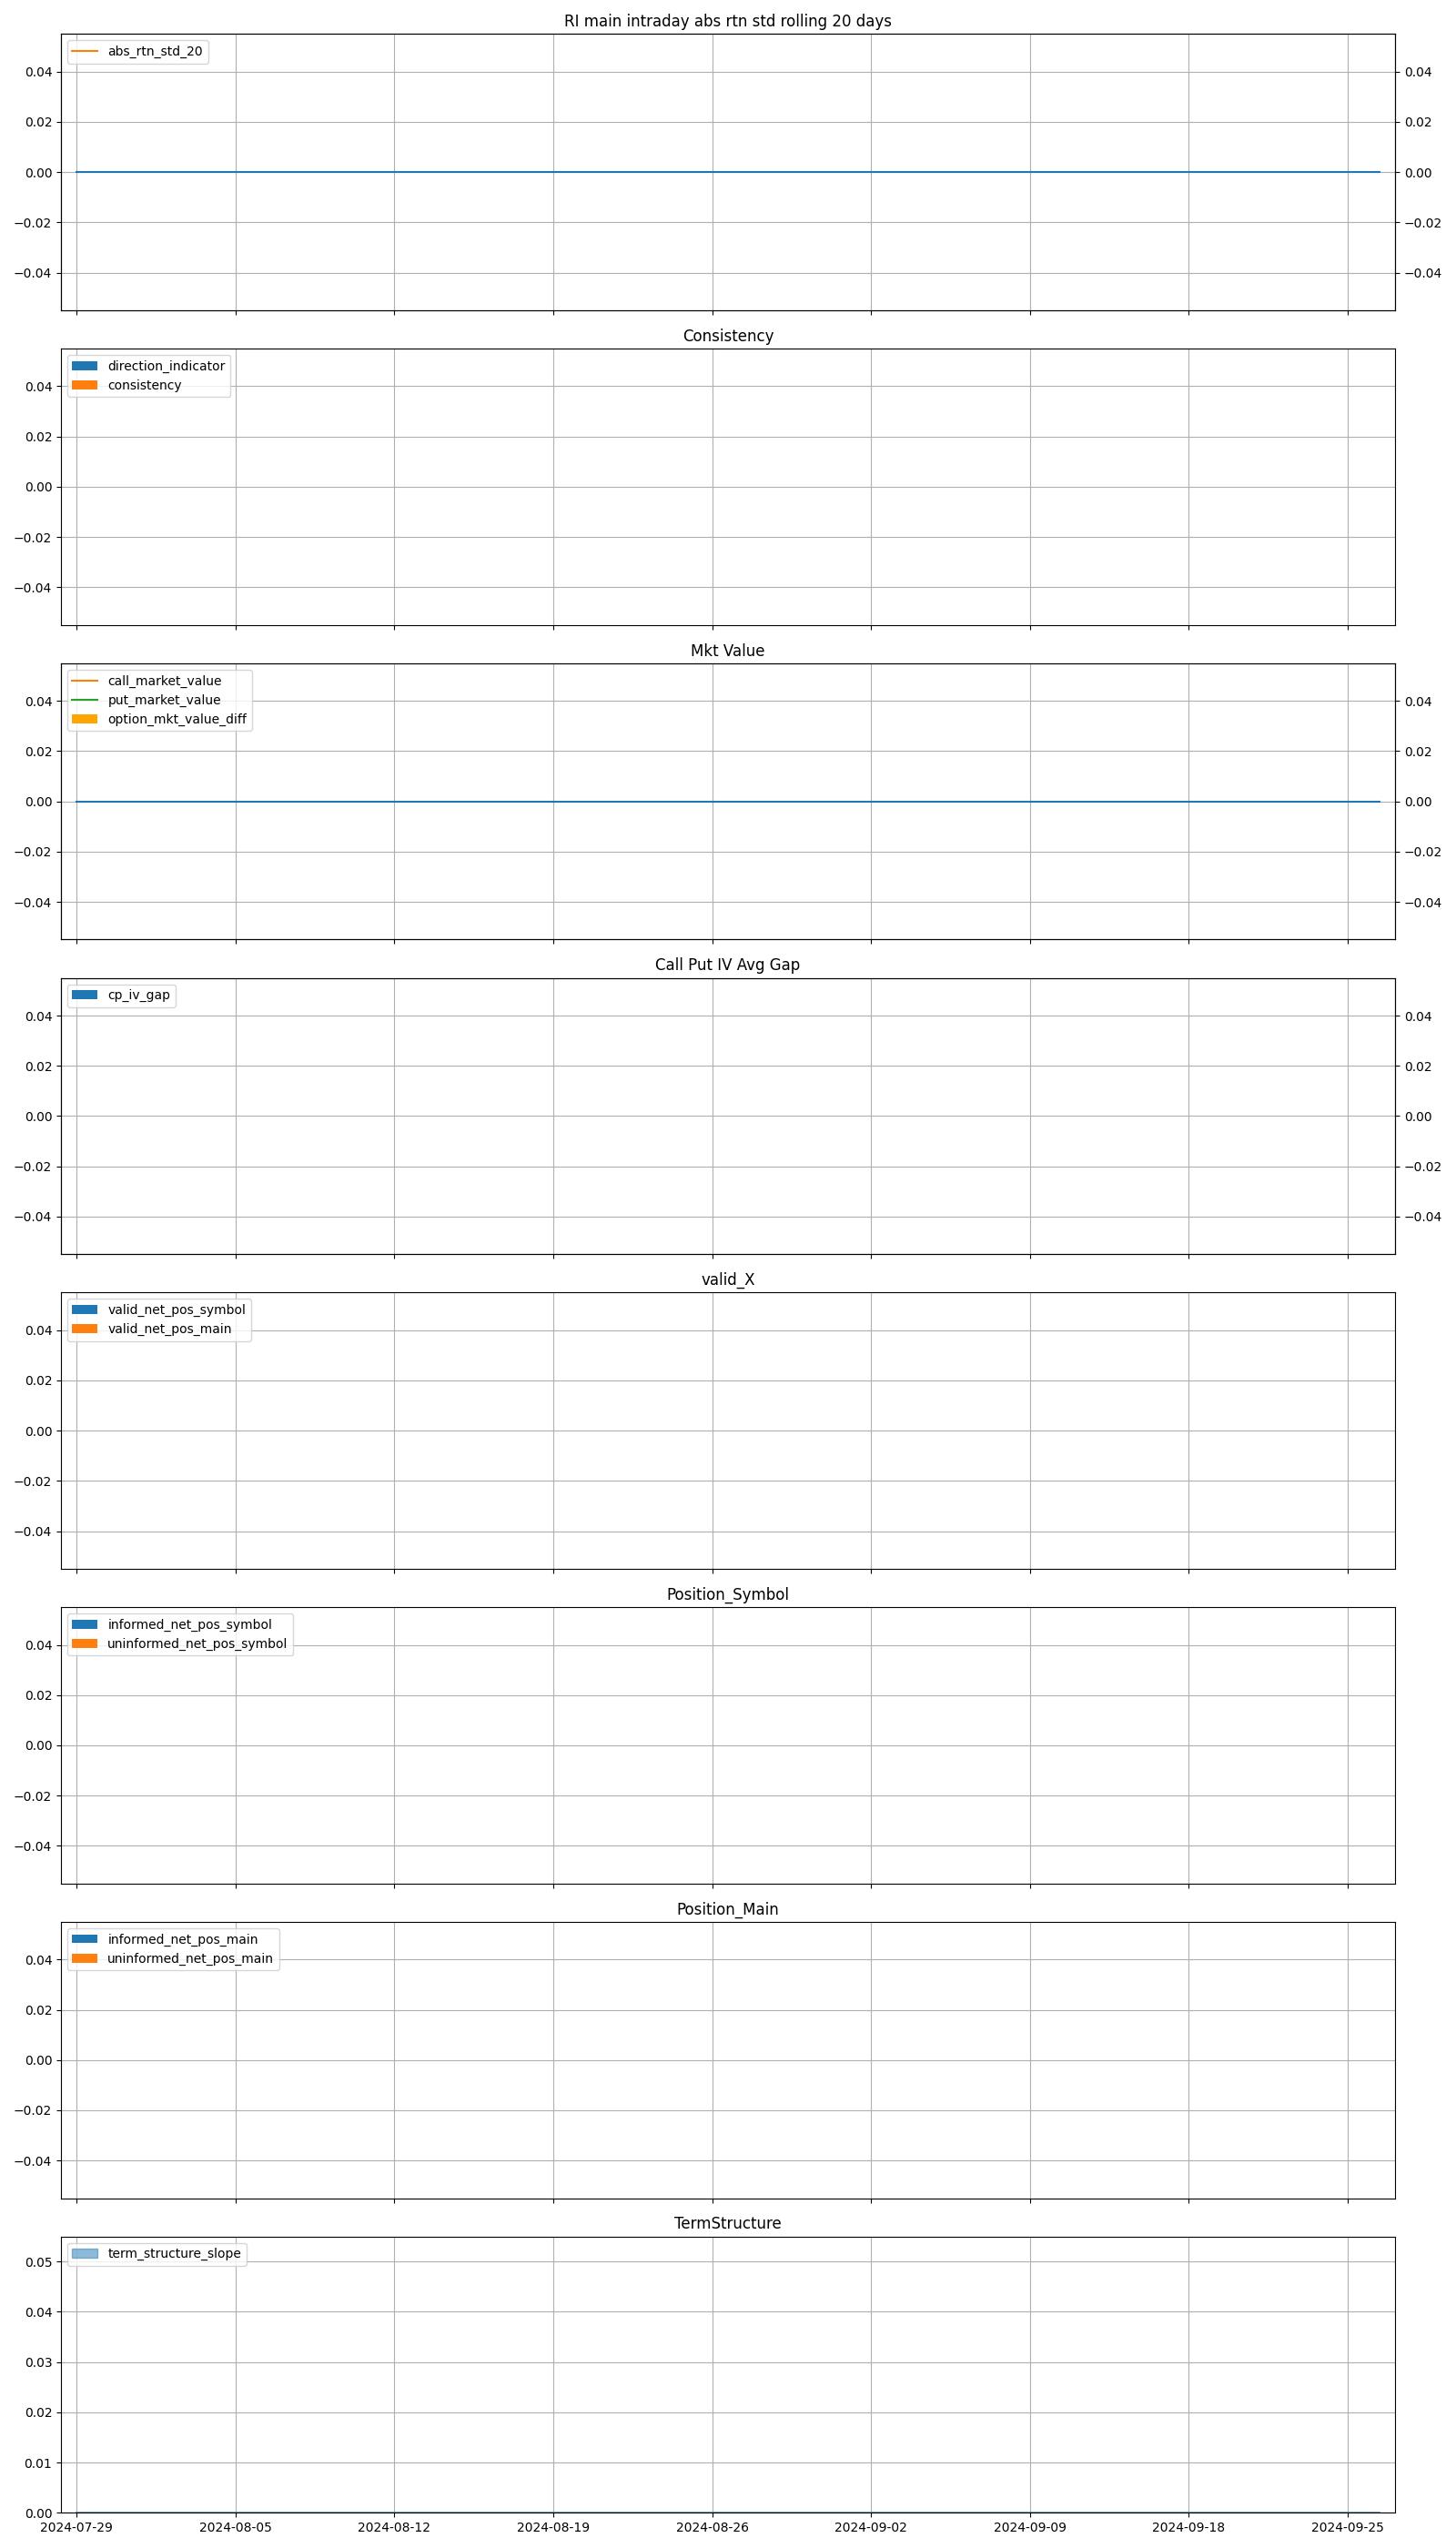 RI main intraday abs rtn std rolling 20 days
abs_rtn_std_20
0.04 0.04
0.02 0.02
0.00 0.00
−0.02 −0.02
−0.04 −0.04
Consistency
direction_indicator
consistency
0.04
0.02
0.00
−0.02
−0.04
Mkt Value
call_market_value
put_market_value
option_mkt_value_diff
0.04 0.04
0.02 0.02
0.00 0.00
−0.02 −0.02
−0.04 −0.04
Call Put IV Avg Gap
cp_iv_gap
0.04 0.04
0.02 0.02
0.00 0.00
−0.02 −0.02
−0.04 −0.04
valid_X
valid_net_pos_symbol
valid_net_pos_main
0.04
0.02
0.00
−0.02
−0.04
Position_Symbol
informed_net_pos_symbol
uninformed_net_pos_symbol
0.04
0.02
0.00
−0.02
−0.04
Position_Main
informed_net_pos_main
uninformed_net_pos_main
0.04
0.02
0.00
−0.02
−0.04
TermStructure
term_structure_slope
0.05
0.04
0.03
0.02
0.01
0.00
2024-07-29 2024-08-05 2024-08-12 2024-08-19 2024-08-26 2024-09-02 2024-09-09 2024-09-18 2024-09-25